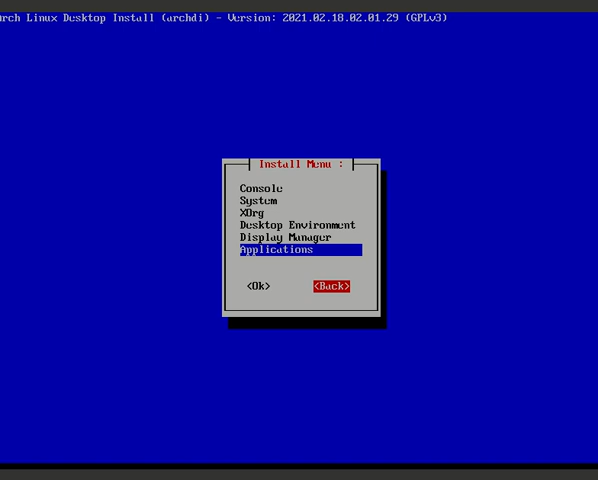 rch Linux Desktop Install (archdi) - Version: 2021.02.18.02.01.29 (GPLv3)
Install Menu :
Console
System
XOrg
Desktop Environment
Display Manager
Applications
<Ok> <Back>